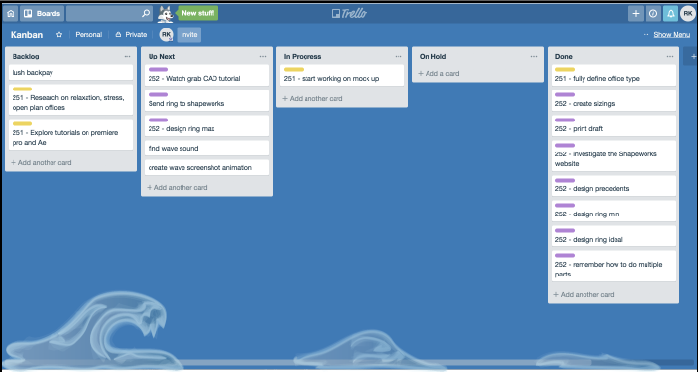 Boards
New stuff!
Trello
RK
Kanban
Personal
Private
RK
Show Menu
Backlog
lush backpay
251 - Research on relaxation, stress,
open plan offices
251 - Explore tutorials on premiere
pro and Ae
+ Add another card
Up Next
252 - Watch grab CAD tutorial
Send ring to shapeworks
252 - design ring max
find wave sound
create wave screenshot animation
+ Add another card
In Progress
251 - start working on mock up
+ Add another card
On Hold
+ Add a card
Done
251 - fully define office type
252 - create sizings
252 - print draft
252 - investigate the Shapeworks
website
252 - design precedents
252 - design ring min
252 - design ring ideal
252 - remember how to do multiple
parts
+ Add another card